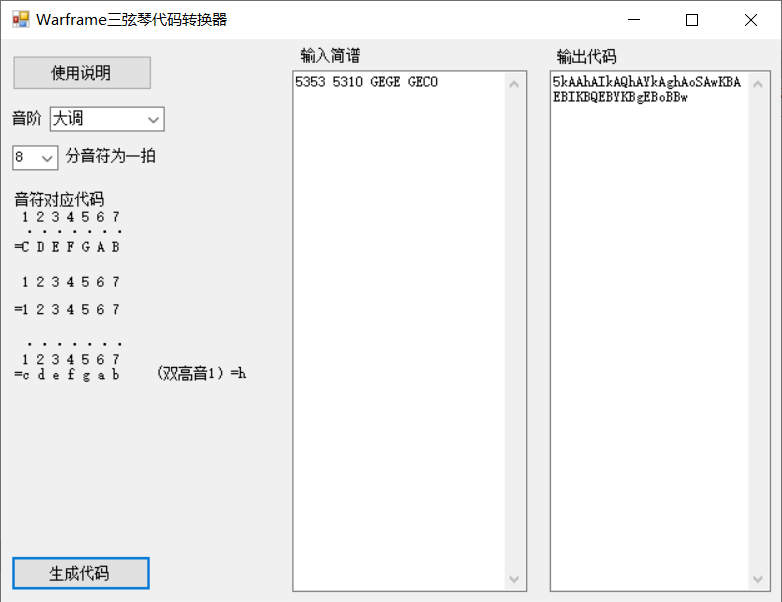 Warframe三弦琴代码转换器
使用说明
音阶 大调
8 分音符为一拍
音符对应代码
1 2 3 4 5 6 7
. . . . . . .
=C D E F G A B
1 2 3 4 5 6 7
=1 2 3 4 5 6 7
. . . . . . .
1 2 3 4 5 6 7
=c d e f g a b (双高音1)=h
生成代码
输入简谱
5353 5310 GEGE GECO
输出代码
5kAAhAIkAQhAYkAghAoSAwKBA
EBIKBQEBYKBgEBoBBw